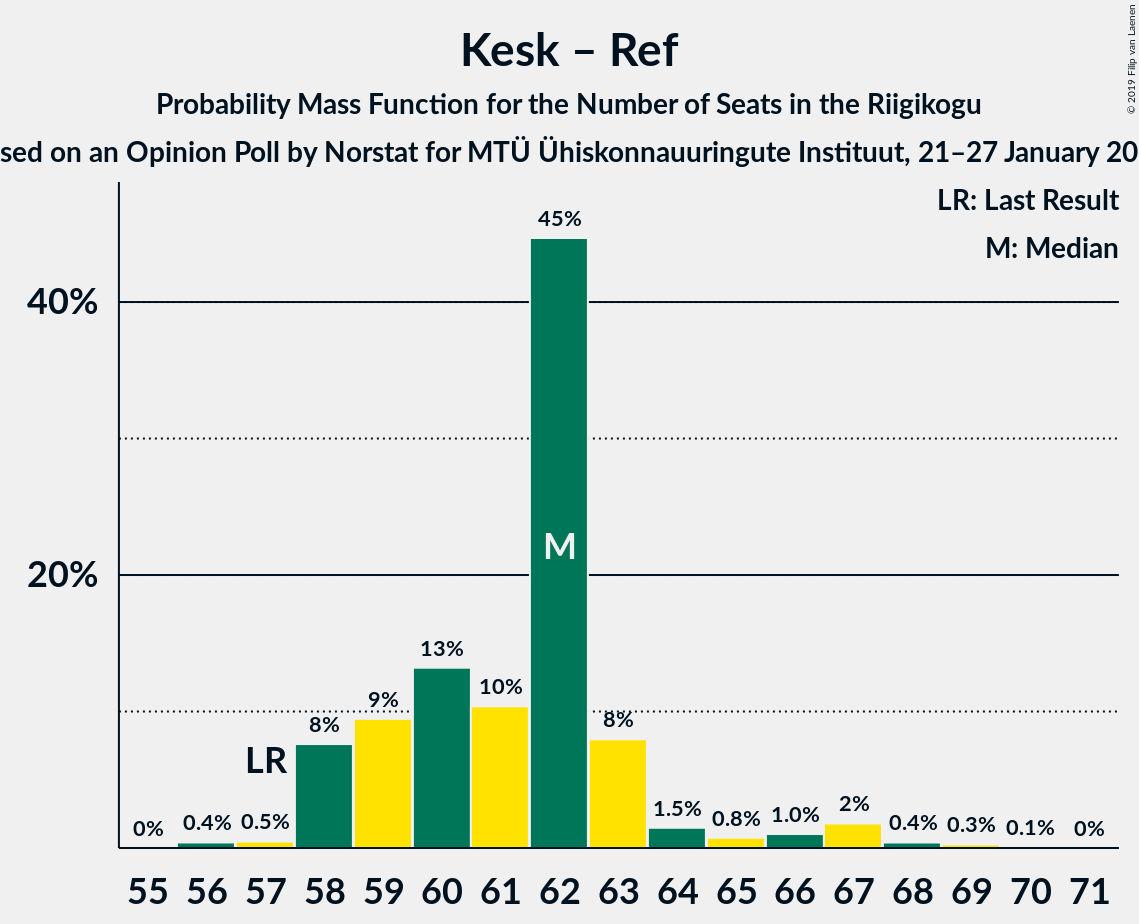 Kesk – Ref
Probability Mass Function for the Number of Seats in the Riigikogu
sed on an Opinion Poll by Norstat for MTÜ Ühiskonnauuringute Instituut, 21–27 January 20
© 2019 Filip van Laenen
LR: Last Result
M: Median
45%
40%
M
20%
13%
10%
9%
8%
8%
LR
2%
1.5%
1.0%
0.8%
0.5%
0.4%
0.4%
0.3%
0.1%
0%
0%
55 56 57 58 59 60 61 62 63 64 65 66 67 68 69 70 71